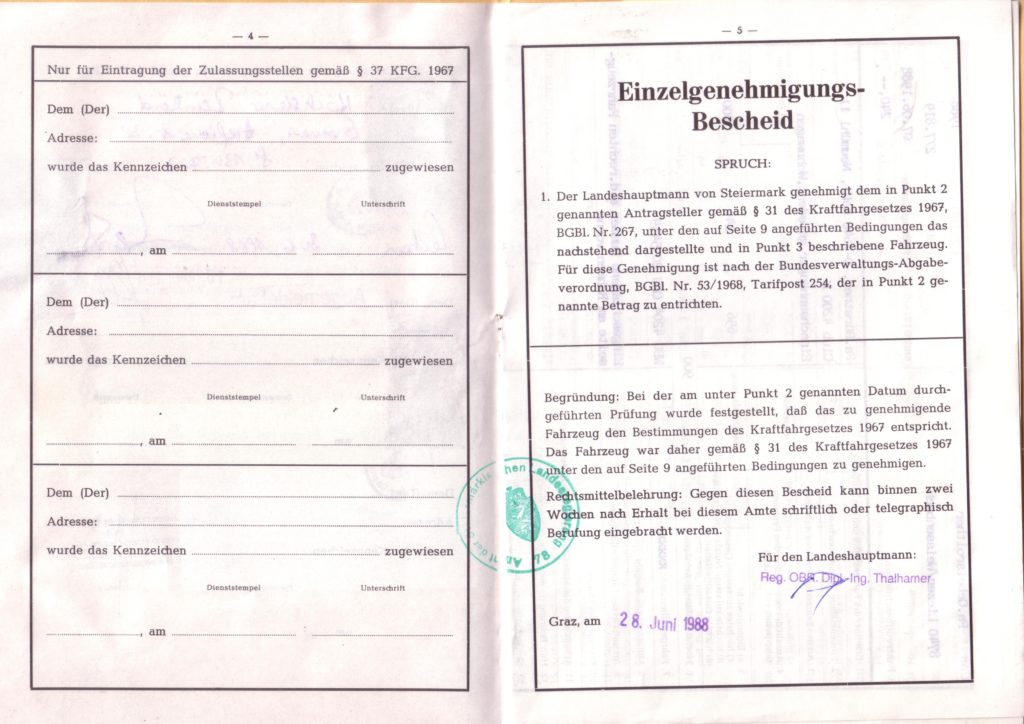 — 4 —
Nur für Eintragung der Zulassungsstellen gemäß § 37 KFG. 1967
Dem (Der)
Adresse:
wurde das Kennzeichen zugewiesen
Dienststempel Unterschrift
, am
Dem (Der)
Adresse:
wurde das Kennzeichen zugewiesen
Dienststempel Unterschrift
, am
Dem (Der)
Adresse:
wurde das Kennzeichen zugewiesen
Dienststempel Unterschrift
, am
— 5 —
Einzelgenehmigungs-
Bescheid
SPRUCH:
1. Der Landeshauptmann von Steiermark genehmigt dem in Punkt 2
genannten Antragsteller gemäß § 31 des Kraftfahrgesetzes 1967,
BGBl. Nr. 267, unter den auf Seite 9 angeführten Bedingungen das
nachstehend dargestellte und in Punkt 3 beschriebene Fahrzeug.
Für diese Genehmigung ist nach der Bundesverwaltungs-Abgabe-
verordnung, BGBl. Nr. 53/1968, Tarifpost 254, der in Punkt 2 ge-
nannte Betrag zu entrichten.
Begründung: Bei der am unter Punkt 2 genannten Datum durch-
geführten Prüfung wurde festgestellt, daß das zu genehmigende
Fahrzeug den Bestimmungen des Kraftfahrgesetzes 1967 entspricht.
Das Fahrzeug war daher gemäß § 31 des Kraftfahrgesetzes 1967
unter den auf Seite 9 angeführten Bedingungen zu genehmigen.
Rechtsmittelbelehrung: Gegen diesen Bescheid kann binnen zwei
Wochen nach Erhalt bei diesem Amte schriftlich oder telegraphisch
Berufung eingebracht werden.
Für den Landeshauptmann:
Reg. OBR. Dipl.-Ing. Thalhamer
Graz, am 28. Juni 1988